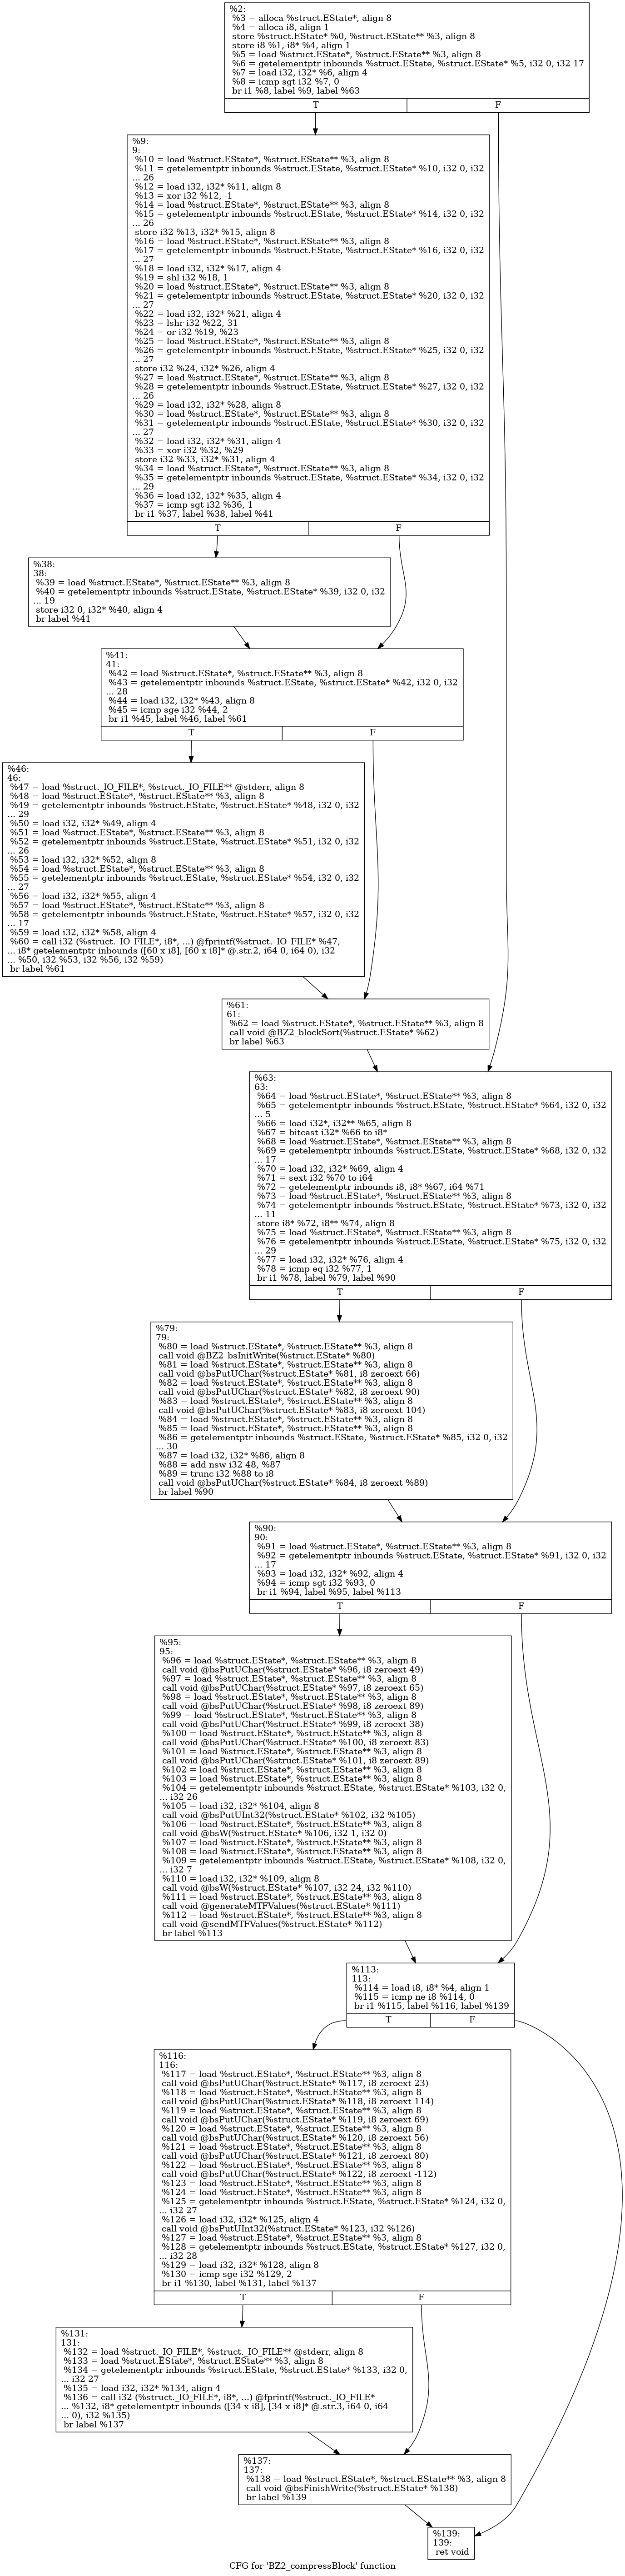 %2:
%3 = alloca %struct.EState*, align 8
%4 = alloca i8, align 1
store %struct.EState* %0, %struct.EState** %3, align 8
store i8 %1, i8* %4, align 1
%5 = load %struct.EState*, %struct.EState** %3, align 8
%6 = getelementptr inbounds %struct.EState, %struct.EState* %5, i32 0, i32 17
%7 = load i32, i32* %6, align 4
%8 = icmp sgt i32 %7, 0
br i1 %8, label %9, label %63
T F
%9:
9:
%10 = load %struct.EState*, %struct.EState** %3, align 8
%11 = getelementptr inbounds %struct.EState, %struct.EState* %10, i32 0, i32
... 26
%12 = load i32, i32* %11, align 8
%13 = xor i32 %12, -1
%14 = load %struct.EState*, %struct.EState** %3, align 8
%15 = getelementptr inbounds %struct.EState, %struct.EState* %14, i32 0, i32
... 26
store i32 %13, i32* %15, align 8
%16 = load %struct.EState*, %struct.EState** %3, align 8
%17 = getelementptr inbounds %struct.EState, %struct.EState* %16, i32 0, i32
... 27
%18 = load i32, i32* %17, align 4
%19 = shl i32 %18, 1
%20 = load %struct.EState*, %struct.EState** %3, align 8
%21 = getelementptr inbounds %struct.EState, %struct.EState* %20, i32 0, i32
... 27
%22 = load i32, i32* %21, align 4
%23 = lshr i32 %22, 31
%24 = or i32 %19, %23
%25 = load %struct.EState*, %struct.EState** %3, align 8
%26 = getelementptr inbounds %struct.EState, %struct.EState* %25, i32 0, i32
... 27
store i32 %24, i32* %26, align 4
%27 = load %struct.EState*, %struct.EState** %3, align 8
%28 = getelementptr inbounds %struct.EState, %struct.EState* %27, i32 0, i32
... 26
%29 = load i32, i32* %28, align 8
%30 = load %struct.EState*, %struct.EState** %3, align 8
%31 = getelementptr inbounds %struct.EState, %struct.EState* %30, i32 0, i32
... 27
%32 = load i32, i32* %31, align 4
%33 = xor i32 %32, %29
store i32 %33, i32* %31, align 4
%34 = load %struct.EState*, %struct.EState** %3, align 8
%35 = getelementptr inbounds %struct.EState, %struct.EState* %34, i32 0, i32
... 29
%36 = load i32, i32* %35, align 4
%37 = icmp sgt i32 %36, 1
br i1 %37, label %38, label %41
T F
%38:
38:
%39 = load %struct.EState*, %struct.EState** %3, align 8
%40 = getelementptr inbounds %struct.EState, %struct.EState* %39, i32 0, i32
... 19
store i32 0, i32* %40, align 4
br label %41
%41:
41:
%42 = load %struct.EState*, %struct.EState** %3, align 8
%43 = getelementptr inbounds %struct.EState, %struct.EState* %42, i32 0, i32
... 28
%44 = load i32, i32* %43, align 8
%45 = icmp sge i32 %44, 2
br i1 %45, label %46, label %61
T F
%46:
46:
%47 = load %struct._IO_FILE*, %struct._IO_FILE** @stderr, align 8
%48 = load %struct.EState*, %struct.EState** %3, align 8
%49 = getelementptr inbounds %struct.EState, %struct.EState* %48, i32 0, i32
... 29
%50 = load i32, i32* %49, align 4
%51 = load %struct.EState*, %struct.EState** %3, align 8
%52 = getelementptr inbounds %struct.EState, %struct.EState* %51, i32 0, i32
... 26
%53 = load i32, i32* %52, align 8
%54 = load %struct.EState*, %struct.EState** %3, align 8
%55 = getelementptr inbounds %struct.EState, %struct.EState* %54, i32 0, i32
... 27
%56 = load i32, i32* %55, align 4
%57 = load %struct.EState*, %struct.EState** %3, align 8
%58 = getelementptr inbounds %struct.EState, %struct.EState* %57, i32 0, i32
... 17
%59 = load i32, i32* %58, align 4
%60 = call i32 (%struct._IO_FILE*, i8*, ...) @fprintf(%struct._IO_FILE* %47,
... i8* getelementptr inbounds ([60 x i8], [60 x i8]* @.str.2, i64 0, i64 0), i32
... %50, i32 %53, i32 %56, i32 %59)
br label %61
%61:
61:
%62 = load %struct.EState*, %struct.EState** %3, align 8
call void @BZ2_blockSort(%struct.EState* %62)
br label %63
%63:
63:
%64 = load %struct.EState*, %struct.EState** %3, align 8
%65 = getelementptr inbounds %struct.EState, %struct.EState* %64, i32 0, i32
... 5
%66 = load i32*, i32** %65, align 8
%67 = bitcast i32* %66 to i8*
%68 = load %struct.EState*, %struct.EState** %3, align 8
%69 = getelementptr inbounds %struct.EState, %struct.EState* %68, i32 0, i32
... 17
%70 = load i32, i32* %69, align 4
%71 = sext i32 %70 to i64
%72 = getelementptr inbounds i8, i8* %67, i64 %71
%73 = load %struct.EState*, %struct.EState** %3, align 8
%74 = getelementptr inbounds %struct.EState, %struct.EState* %73, i32 0, i32
... 11
store i8* %72, i8** %74, align 8
%75 = load %struct.EState*, %struct.EState** %3, align 8
%76 = getelementptr inbounds %struct.EState, %struct.EState* %75, i32 0, i32
... 29
%77 = load i32, i32* %76, align 4
%78 = icmp eq i32 %77, 1
br i1 %78, label %79, label %90
T F
%79:
79:
%80 = load %struct.EState*, %struct.EState** %3, align 8
call void @BZ2_bsInitWrite(%struct.EState* %80)
%81 = load %struct.EState*, %struct.EState** %3, align 8
call void @bsPutUChar(%struct.EState* %81, i8 zeroext 66)
%82 = load %struct.EState*, %struct.EState** %3, align 8
call void @bsPutUChar(%struct.EState* %82, i8 zeroext 90)
%83 = load %struct.EState*, %struct.EState** %3, align 8
call void @bsPutUChar(%struct.EState* %83, i8 zeroext 104)
%84 = load %struct.EState*, %struct.EState** %3, align 8
%85 = load %struct.EState*, %struct.EState** %3, align 8
%86 = getelementptr inbounds %struct.EState, %struct.EState* %85, i32 0, i32
... 30
%87 = load i32, i32* %86, align 8
%88 = add nsw i32 48, %87
%89 = trunc i32 %88 to i8
call void @bsPutUChar(%struct.EState* %84, i8 zeroext %89)
br label %90
%90:
90:
%91 = load %struct.EState*, %struct.EState** %3, align 8
%92 = getelementptr inbounds %struct.EState, %struct.EState* %91, i32 0, i32
... 17
%93 = load i32, i32* %92, align 4
%94 = icmp sgt i32 %93, 0
br i1 %94, label %95, label %113
T F
%95:
95:
%96 = load %struct.EState*, %struct.EState** %3, align 8
call void @bsPutUChar(%struct.EState* %96, i8 zeroext 49)
%97 = load %struct.EState*, %struct.EState** %3, align 8
call void @bsPutUChar(%struct.EState* %97, i8 zeroext 65)
%98 = load %struct.EState*, %struct.EState** %3, align 8
call void @bsPutUChar(%struct.EState* %98, i8 zeroext 89)
%99 = load %struct.EState*, %struct.EState** %3, align 8
call void @bsPutUChar(%struct.EState* %99, i8 zeroext 38)
%100 = load %struct.EState*, %struct.EState** %3, align 8
call void @bsPutUChar(%struct.EState* %100, i8 zeroext 83)
%101 = load %struct.EState*, %struct.EState** %3, align 8
call void @bsPutUChar(%struct.EState* %101, i8 zeroext 89)
%102 = load %struct.EState*, %struct.EState** %3, align 8
%103 = load %struct.EState*, %struct.EState** %3, align 8
%104 = getelementptr inbounds %struct.EState, %struct.EState* %103, i32 0,
... i32 26
%105 = load i32, i32* %104, align 8
call void @bsPutUInt32(%struct.EState* %102, i32 %105)
%106 = load %struct.EState*, %struct.EState** %3, align 8
call void @bsW(%struct.EState* %106, i32 1, i32 0)
%107 = load %struct.EState*, %struct.EState** %3, align 8
%108 = load %struct.EState*, %struct.EState** %3, align 8
%109 = getelementptr inbounds %struct.EState, %struct.EState* %108, i32 0,
... i32 7
%110 = load i32, i32* %109, align 8
call void @bsW(%struct.EState* %107, i32 24, i32 %110)
%111 = load %struct.EState*, %struct.EState** %3, align 8
call void @generateMTFValues(%struct.EState* %111)
%112 = load %struct.EState*, %struct.EState** %3, align 8
call void @sendMTFValues(%struct.EState* %112)
br label %113
%113:
113:
%114 = load i8, i8* %4, align 1
%115 = icmp ne i8 %114, 0
br i1 %115, label %116, label %139
T F
%116:
116:
%117 = load %struct.EState*, %struct.EState** %3, align 8
call void @bsPutUChar(%struct.EState* %117, i8 zeroext 23)
%118 = load %struct.EState*, %struct.EState** %3, align 8
call void @bsPutUChar(%struct.EState* %118, i8 zeroext 114)
%119 = load %struct.EState*, %struct.EState** %3, align 8
call void @bsPutUChar(%struct.EState* %119, i8 zeroext 69)
%120 = load %struct.EState*, %struct.EState** %3, align 8
call void @bsPutUChar(%struct.EState* %120, i8 zeroext 56)
%121 = load %struct.EState*, %struct.EState** %3, align 8
call void @bsPutUChar(%struct.EState* %121, i8 zeroext 80)
%122 = load %struct.EState*, %struct.EState** %3, align 8
call void @bsPutUChar(%struct.EState* %122, i8 zeroext -112)
%123 = load %struct.EState*, %struct.EState** %3, align 8
%124 = load %struct.EState*, %struct.EState** %3, align 8
%125 = getelementptr inbounds %struct.EState, %struct.EState* %124, i32 0,
... i32 27
%126 = load i32, i32* %125, align 4
call void @bsPutUInt32(%struct.EState* %123, i32 %126)
%127 = load %struct.EState*, %struct.EState** %3, align 8
%128 = getelementptr inbounds %struct.EState, %struct.EState* %127, i32 0,
... i32 28
%129 = load i32, i32* %128, align 8
%130 = icmp sge i32 %129, 2
br i1 %130, label %131, label %137
T F
%131:
131:
%132 = load %struct._IO_FILE*, %struct._IO_FILE** @stderr, align 8
%133 = load %struct.EState*, %struct.EState** %3, align 8
%134 = getelementptr inbounds %struct.EState, %struct.EState* %133, i32 0,
... i32 27
%135 = load i32, i32* %134, align 4
%136 = call i32 (%struct._IO_FILE*, i8*, ...) @fprintf(%struct._IO_FILE*
... %132, i8* getelementptr inbounds ([34 x i8], [34 x i8]* @.str.3, i64 0, i64
... 0), i32 %135)
br label %137
%137:
137:
%138 = load %struct.EState*, %struct.EState** %3, align 8
call void @bsFinishWrite(%struct.EState* %138)
br label %139
%139:
139:
ret void
CFG for 'BZ2_compressBlock' function